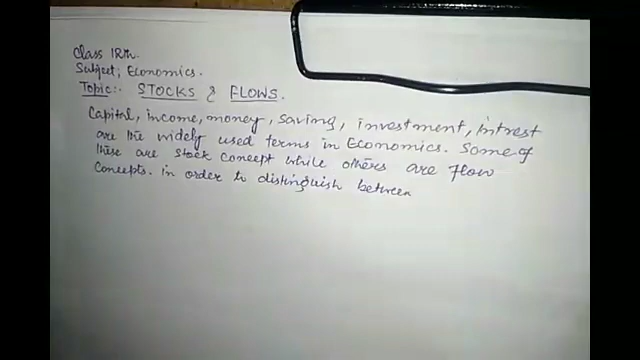 Class 12th.
Subject; Economics.
Topic:- STOCKS & FLOWS.
Capital, income, money, saving, investment, intrest
are the widely used terms in Economics. Some of
these are stock concept while others are flow
concepts. in order to distinguish between